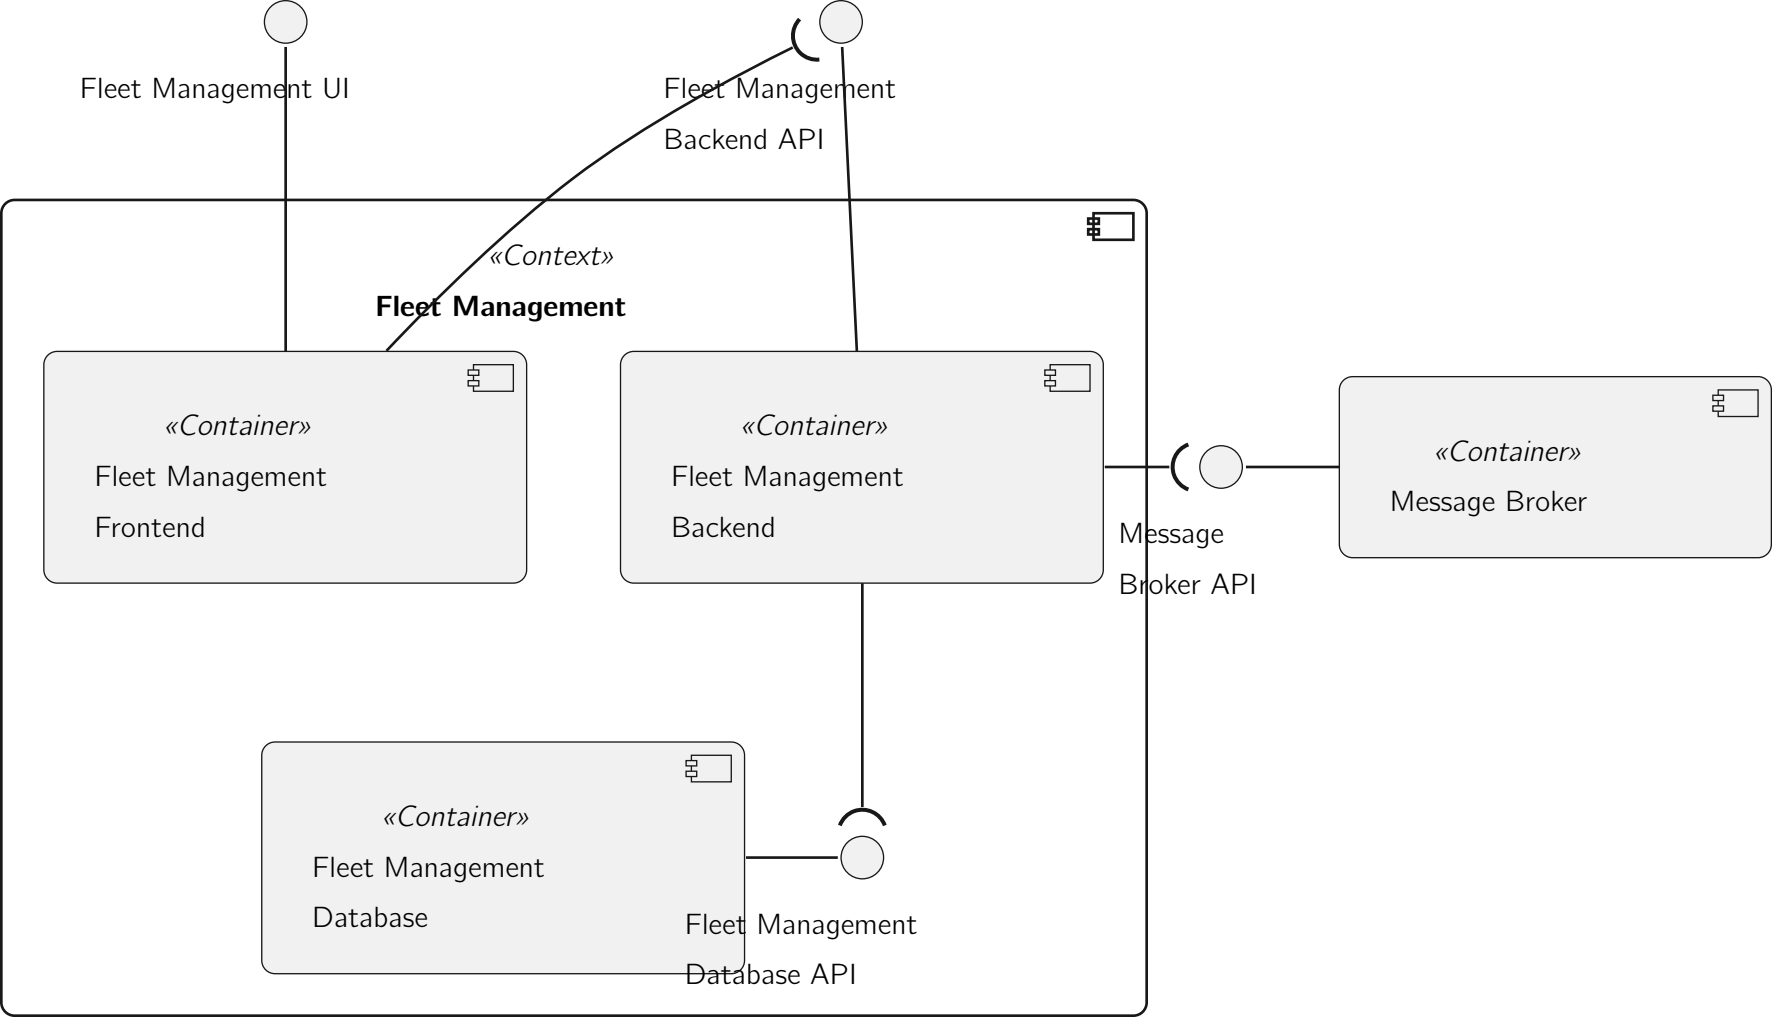 Fleet Management UI
Fleet Management
Backend API
«Context»
Fleet Management
«Container»
Fleet Management
Frontend
«Container»
Fleet Management
Backend
Message
Broker API
«Container»
Message Broker
«Container»
Fleet Management
Database
Fleet Management
Database API